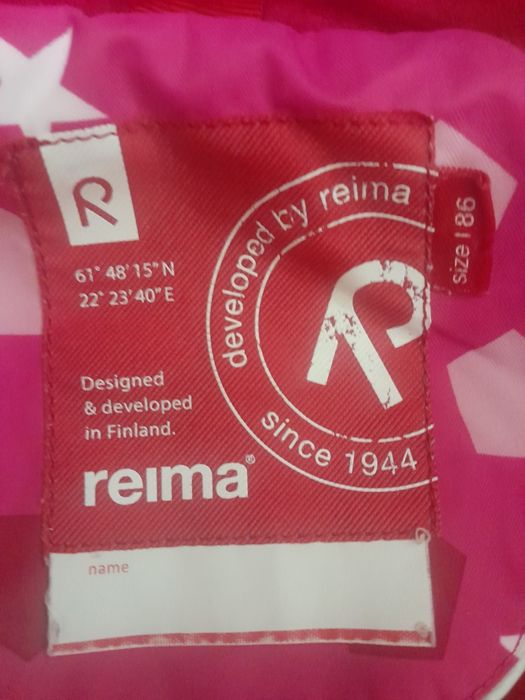 61° 48' 15" N
22° 23' 40" E
Designed
& developed
in Finland.
reima®
developed by reima
since 1944
size | 86
name